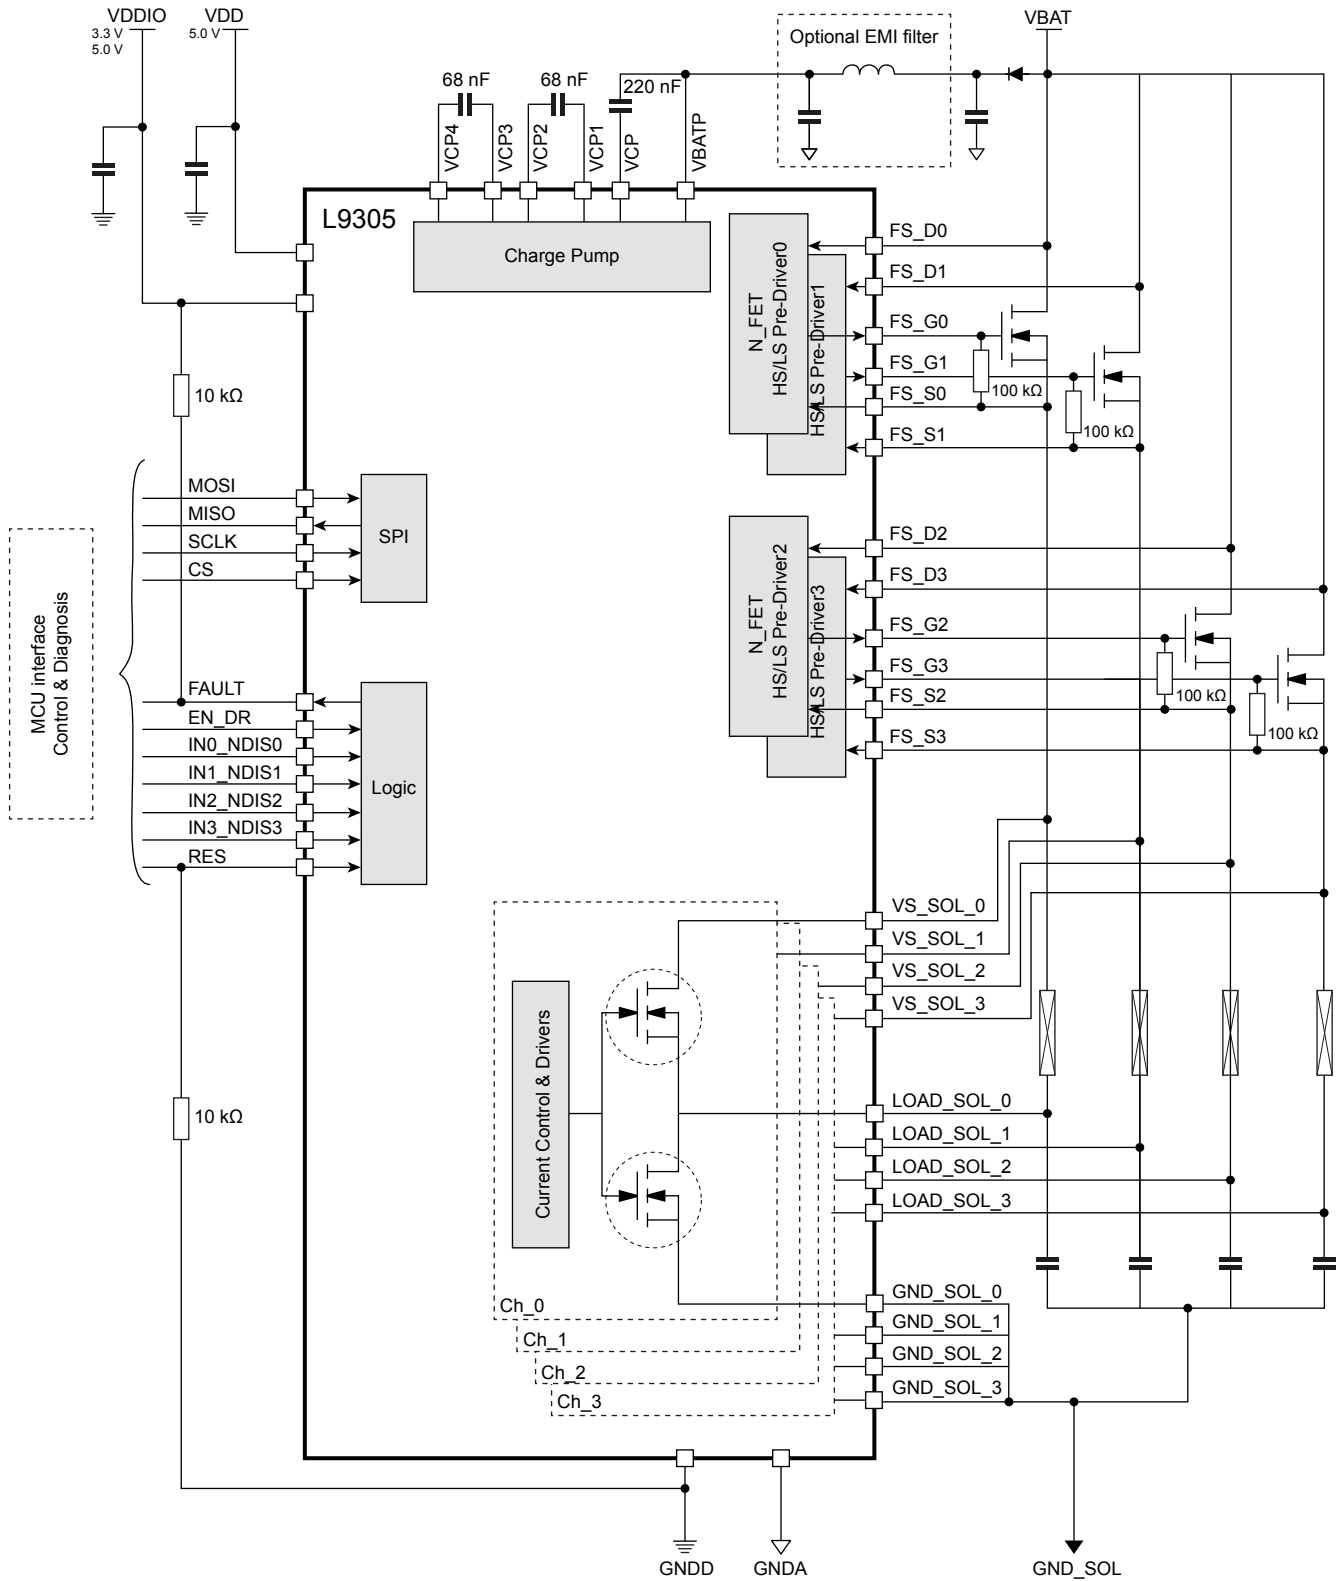 VDDIO
3.3 V
5.0 V
VDD
5.0 V
VBAT
Optional EMI filter
68 nF
68 nF
220 nF
VCP4
VCP3
VCP2
VCP1
VCP
VBATP
L9305
Charge Pump
N_FET
HS/LS Pre-Driver0
HS/LS Pre-Driver1
FS_D0
FS_D1
FS_G0
FS_G1
FS_S0
FS_S1
100 kΩ
100 kΩ
10 kΩ
MCU interface
Control & Diagnosis
MOSI
MISO
SCLK
CS
SPI
N_FET
HS/LS Pre-Driver2
HS/LS Pre-Driver3
FS_D2
FS_D3
FS_G2
FS_G3
FS_S2
FS_S3
100 kΩ
100 kΩ
FAULT
EN_DR
IN0_NDIS0
IN1_NDIS1
IN2_NDIS2
IN3_NDIS3
RES
Logic
VS_SOL_0
VS_SOL_1
VS_SOL_2
VS_SOL_3
Current Control & Drivers
10 kΩ
LOAD_SOL_0
LOAD_SOL_1
LOAD_SOL_2
LOAD_SOL_3
GND_SOL_0
GND_SOL_1
GND_SOL_2
GND_SOL_3
Ch_0
Ch_1
Ch_2
Ch_3
GNDD
GNDA
GND_SOL